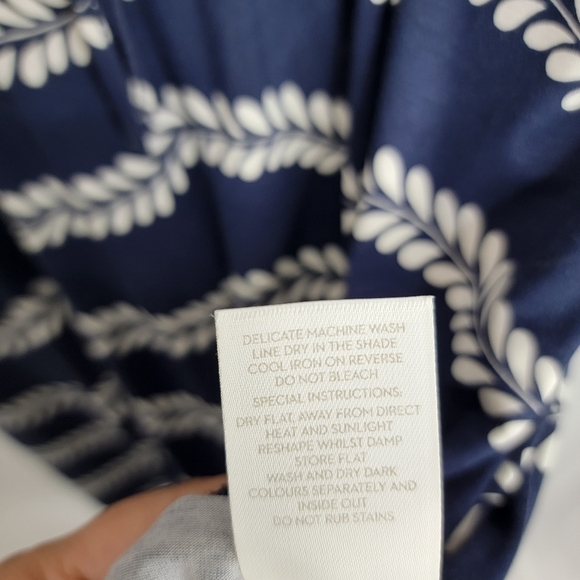 DELICATE MACHINE WASH
LINE DRY IN THE SHADE
COOL IRON ON REVERSE
DO NOT BLEACH
SPECIAL INSTRUCTIONS:
DRY FLAT, AWAY FROM DIRECT
HEAT AND SUNLIGHT
RESHAPE WHILST DAMP
STORE FLAT
WASH AND DRY DARK
COLOURS SEPARATELY AND
INSIDE OUT
DO NOT RUB STAINS